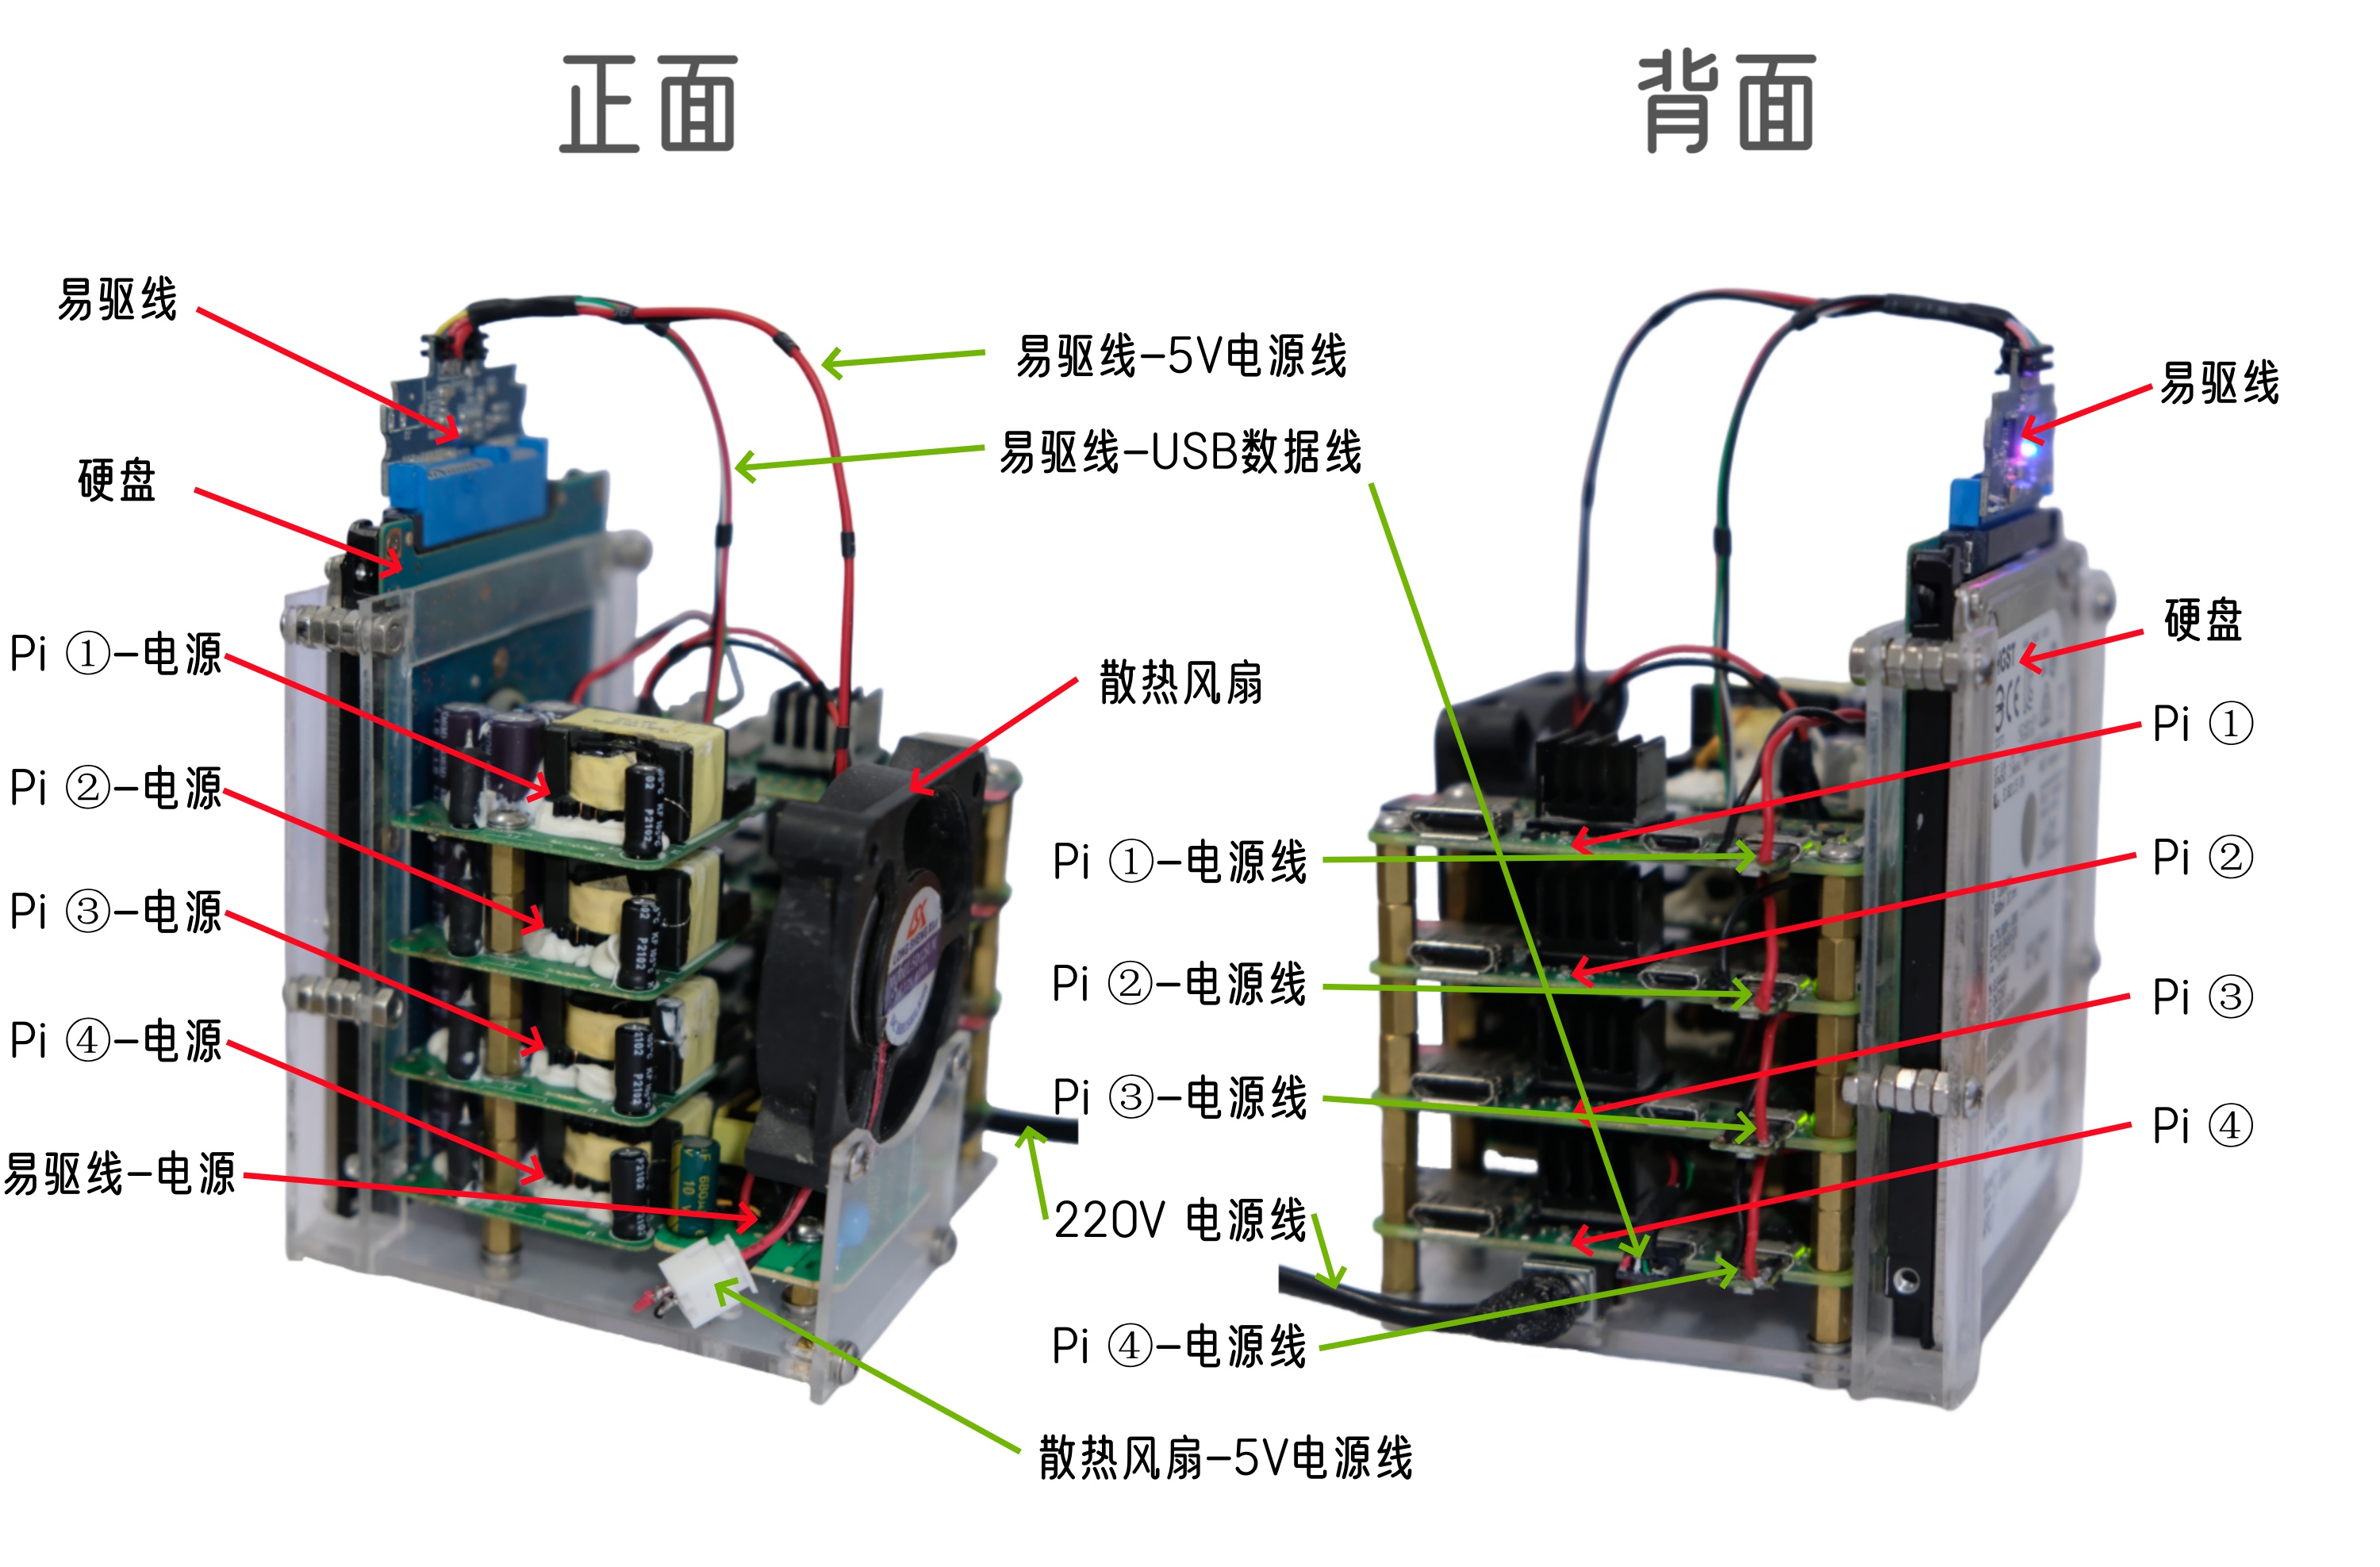 正面
背面
易驱线
硬盘
Pi ①-电源
Pi ②-电源
Pi ③-电源
Pi ④-电源
易驱线-电源
易驱线-5V电源线
易驱线-USB数据线
散热风扇
Pi ①-电源线
Pi ②-电源线
Pi ③-电源线
220V 电源线
Pi ④-电源线
散热风扇-5V电源线
易驱线
硬盘
Pi ①
Pi ②
Pi ③
Pi ④
P2102
P2102
P2102
P2102
CE